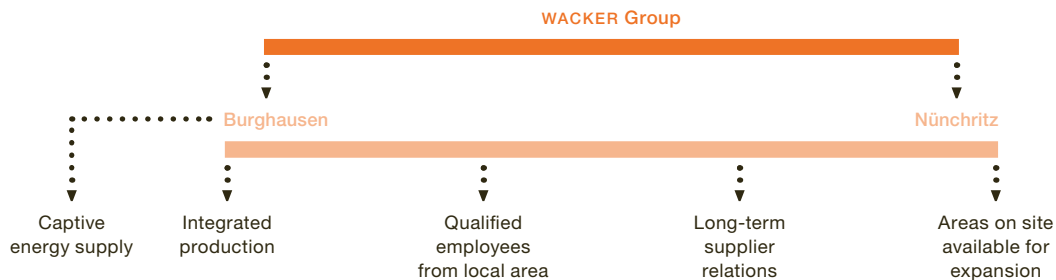 WACKER Group
Burghausen
Nünchritz
Captive
energy supply
Integrated
production
Qualified
employees
from local area
Long-term
supplier
relations
Areas on site
available for
expansion